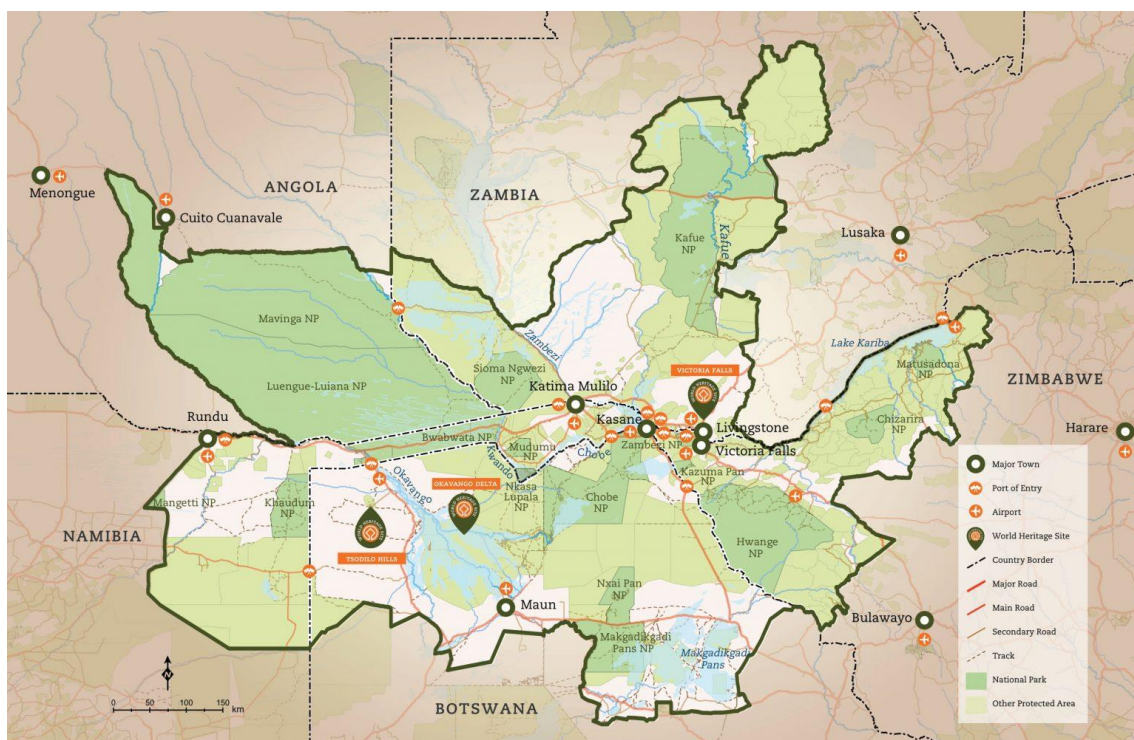 ANGOLA
ZAMBIA
Menongue
Cuito Cuanavale
Kafue
NP
Kafue
Lusaka
Mavinga NP
Zambezi
Lake Kariba
Matusadona
NP
ZIMBABWE
Luengue-Luiana NP
Sioma Ngwezi
NP
VICTORIA FALLS
Katima Mulilo
Chizarira
NP
Harare
Rundu
Kasane
Livingstone
Bwabwata NP
Mudumu
NP
Chobe
Zambezi NP
Victoria Falls
Kwando
Kazuma Pan
NP
Okavango
OKAVANGO DELTA
Nkasa
Lupala
NP
Chobe
NP
Mangetti NP
Khaudum
NP
NAMIBIA
TSODILO HILLS
Hwange
NP
Nxai Pan
NP
Maun
Bulawayo
Makgadikgadi
Pans NP
Makgadikgadi
Pans
BOTSWANA
N
0 50 100 150
km
Major Town
Port of Entry
Airport
World Heritage Site
Country Border
Major Road
Main Road
Secondary Road
Track
National Park
Other Protected Area